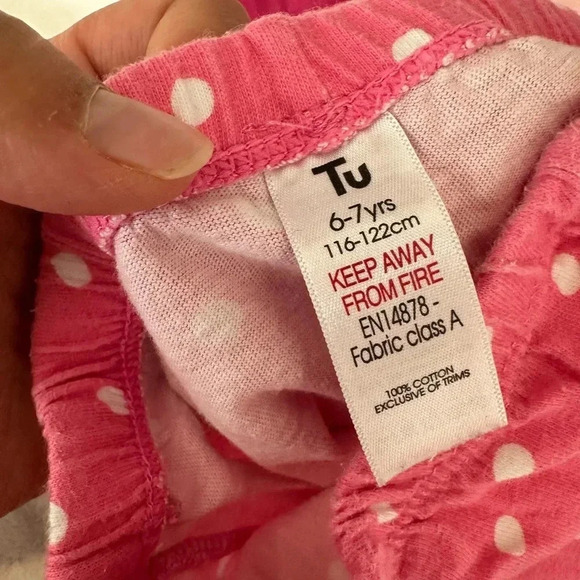 Tu
6-7yrs
116-122cm
KEEP AWAY
FROM FIRE
EN14878 -
Fabric class A
100% COTTON
EXCLUSIVE OF TRIMS